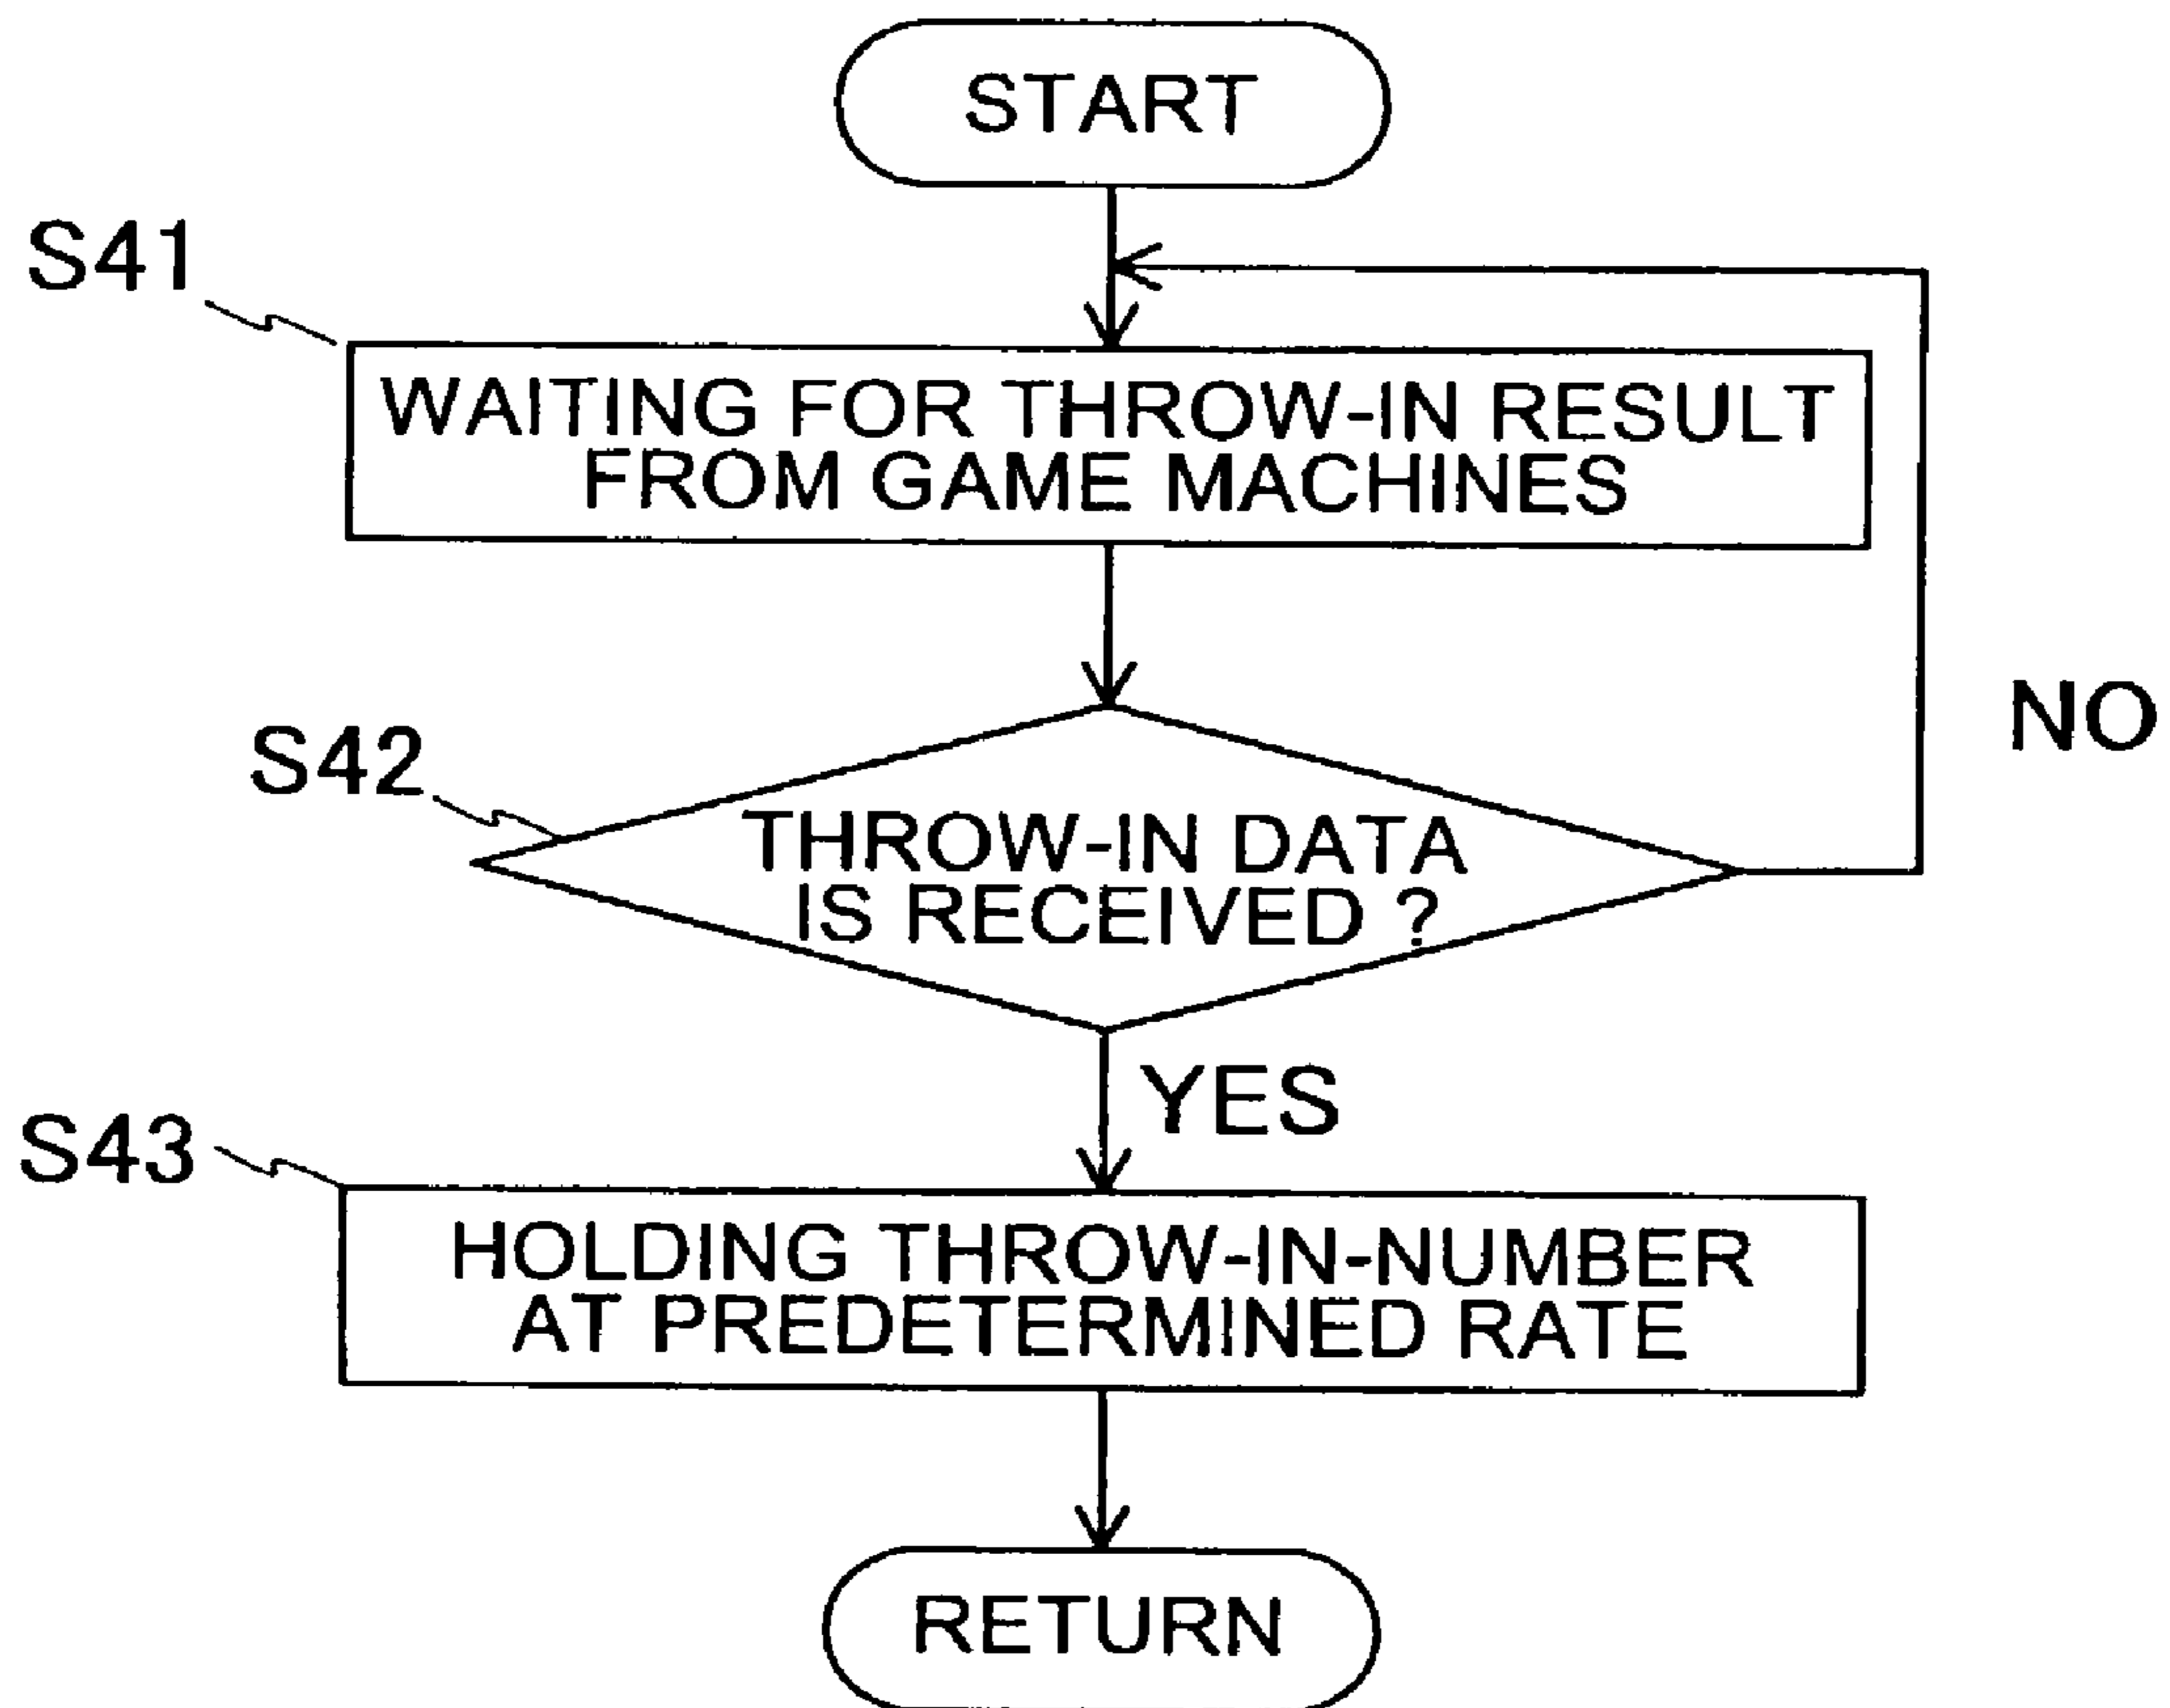 START
S41
WAITING FOR THROW-IN RESULT
FROM GAME MACHINES
NO
S42
THROW-IN DATA
IS RECEIVED ?
YES
S43
HOLDING THROW-IN-NUMBER
AT PREDETERMINED RATE
RETURN